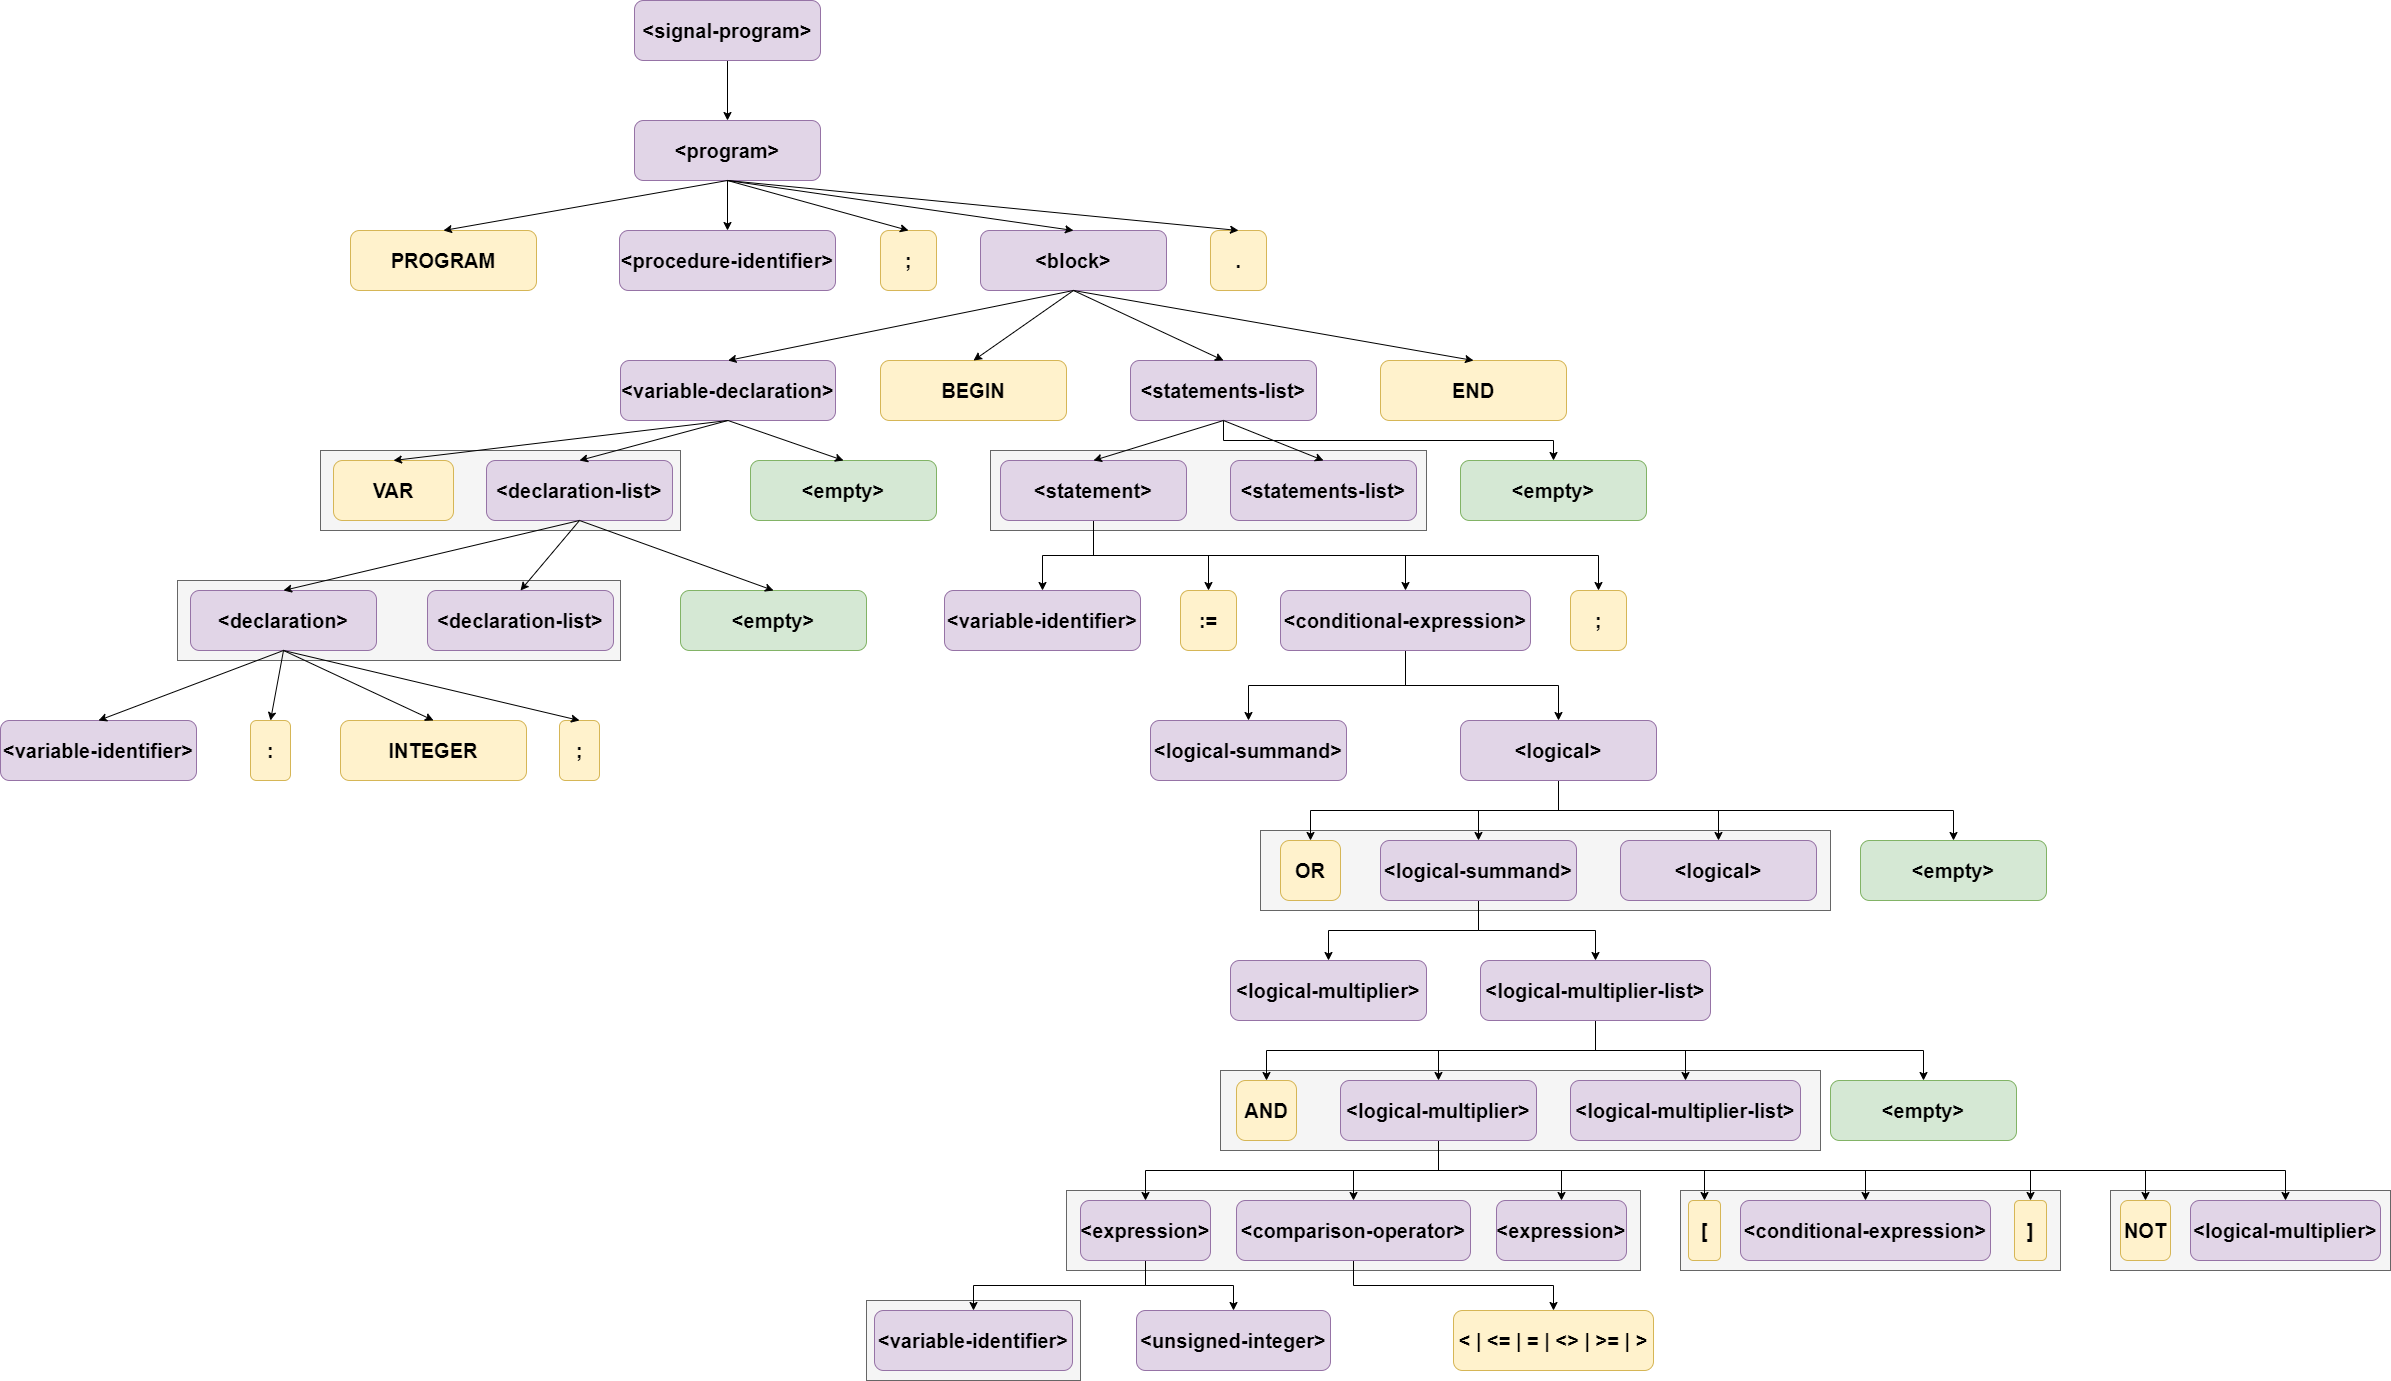 <signal-program>
<program>
PROGRAM
<procedure-identifier>
;
<block>
.
<variable-declaration>
BEGIN
<statements-list>
END
VAR
<declaration-list>
<empty>
<statement>
<statements-list>
<empty>
<declaration>
<declaration-list>
<empty>
<variable-identifier>
:=
<conditional-expression>
;
<variable-identifier>
:
INTEGER
;
<logical-summand>
<logical>
OR
<logical-summand>
<logical>
<empty>
<logical-multiplier>
<logical-multiplier-list>
AND
<logical-multiplier>
<logical-multiplier-list>
<empty>
<expression>
<comparison-operator>
<expression>
[
<conditional-expression>
]
NOT
<logical-multiplier>
<variable-identifier>
<unsigned-integer>
< | <= | = | <> | >= | >